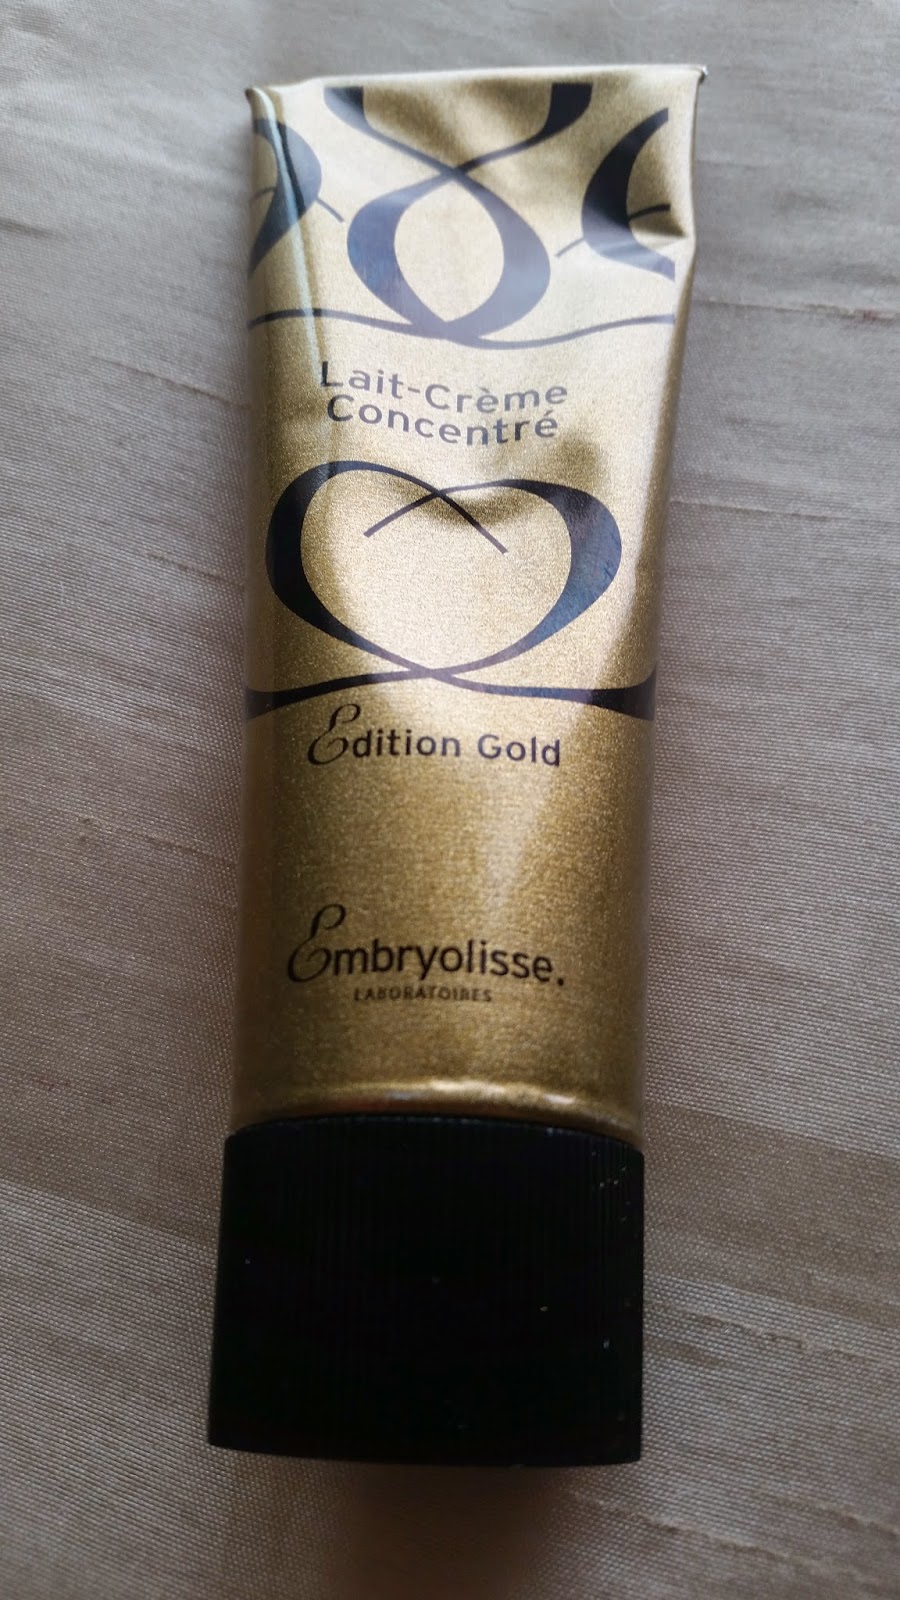 Lait-Crème
Concentré
Edition Gold
Embryolisse.
LABORATOIRES